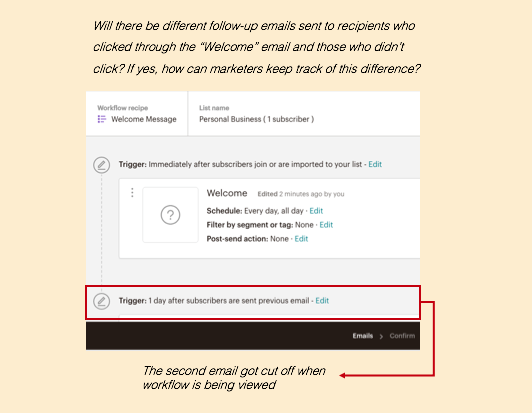 Will there be different follow-up emails sent to recipients who
clicked through the “Welcome” email and those who didn’t
click? If yes, how can marketers keep track of this difference?
Workflow recipe
Welcome Message
List name
Personal Business ( 1 subscriber )
Trigger: Immediately after subscribers join or are imported to your list - Edit
Welcome Edited 2 minutes ago by you
Schedule: Every day, all day · Edit
Filter by segment or tag: None · Edit
Post-send action: None · Edit
Trigger: 1 day after subscribers are sent previous email - Edit
Emails > Confirm
The second email got cut off when
workflow is being viewed